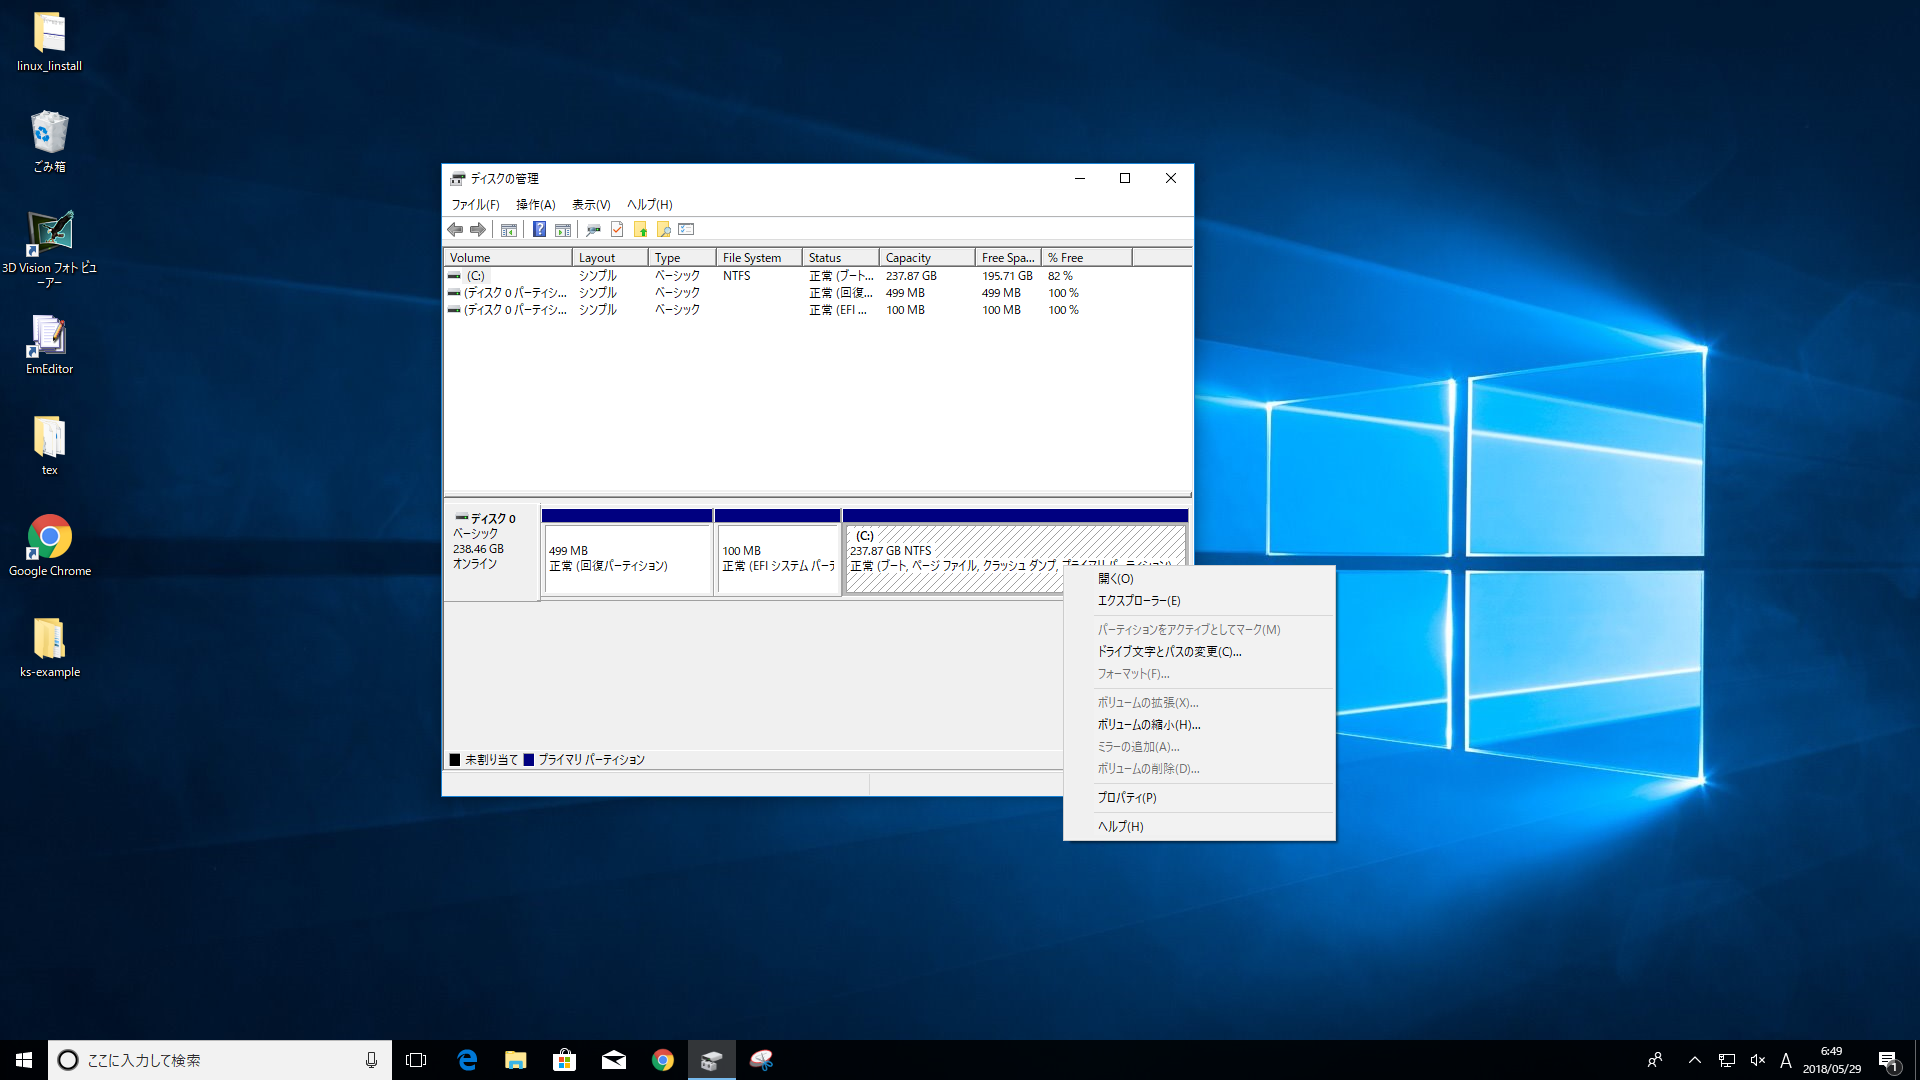 linux_linstall
ごみ箱
3D Vision フォト ビュ
ーアー
EmEditor
tex
Google Chrome
ks-example
ディスクの管理
ファイル(F) 操作(A) 表示(V) ヘルプ(H)
Volume Layout Type File System Status Capacity Free Spa... % Free
(C:) シンプル ベーシック NTFS 正常 (ブート... 237.87 GB 195.71 GB 82 %
(ディスク 0 パーティシ... シンプル ベーシック 正常 (回復... 499 MB 499 MB 100 %
(ディスク 0 パーティシ... シンプル ベーシック 正常 (EFI ... 100 MB 100 MB 100 %
ディスク 0
ベーシック
238.46 GB
オンライン
499 MB
正常 (回復パーティション)
100 MB
正常 (EFI システム パーテ
(C:)
237.87 GB NTFS
正常 (ブート, ページ ファイル, クラッシュ ダンプ, プライマリ パーティション)
未割り当て プライマリ パーティション
開く(O)
エクスプローラー(E)
パーティションをアクティブとしてマーク(M)
ドライブ文字とパスの変更(C)...
フォーマット(F)...
ボリュームの拡張(X)...
ボリュームの縮小(H)...
ミラーの追加(A)...
ボリュームの削除(D)...
プロパティ(P)
ヘルプ(H)
ここに入力して検索
A
6:49
2018/05/29
1